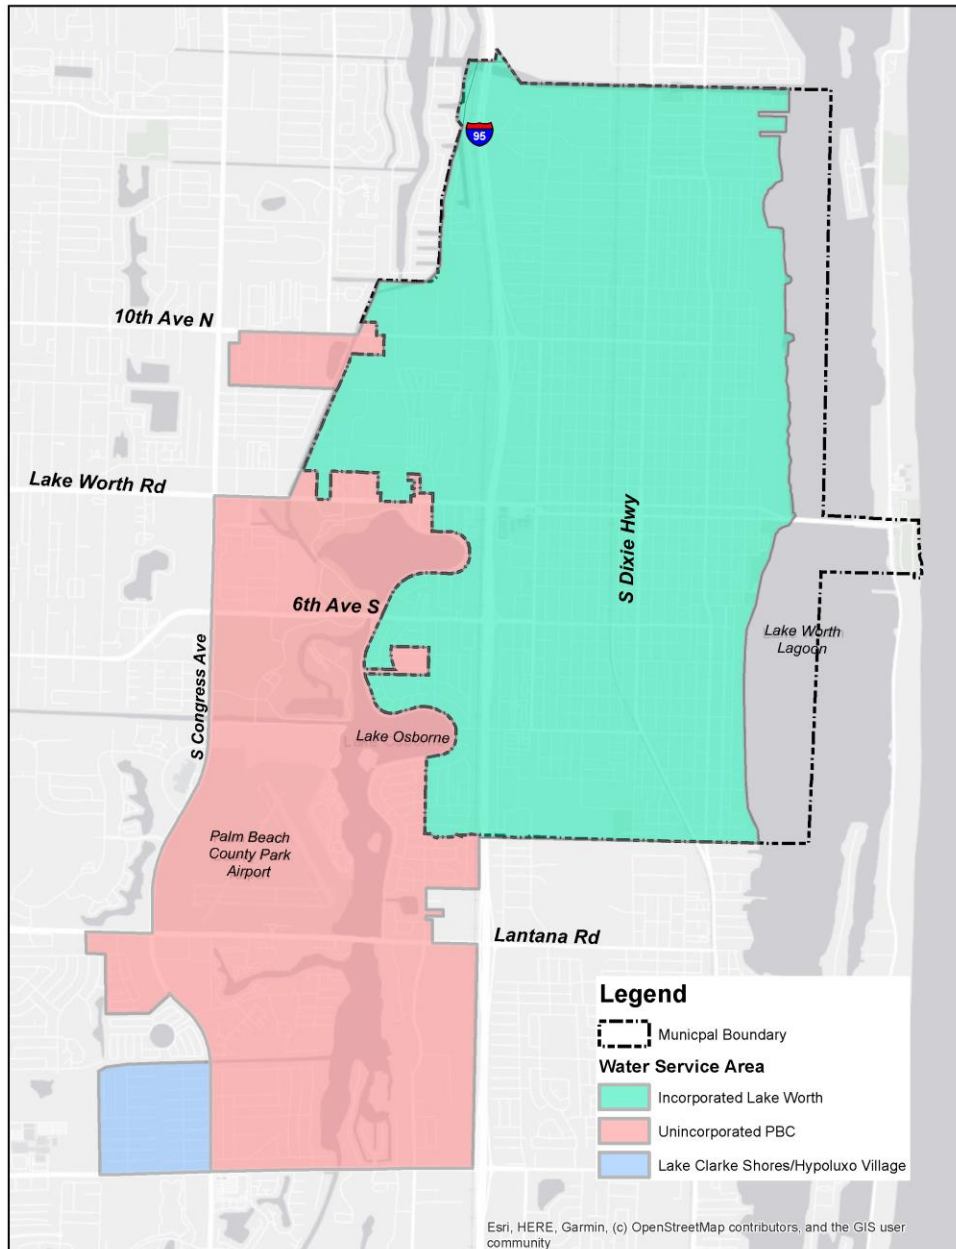 95
10th Ave N
Lake Worth Rd
S Dixie Hwy
6th Ave S
Lake Worth
Lagoon
S Congress Ave
Lake Osborne
Palm Beach
County Park
Airport
Lantana Rd
Legend
Municpal Boundary
Water Service Area
Incorporated Lake Worth
Unincorporated PBC
Lake Clarke Shores/Hypoluxo Village
Esri, HERE, Garmin, (c) OpenStreetMap contributors, and the GIS user
community